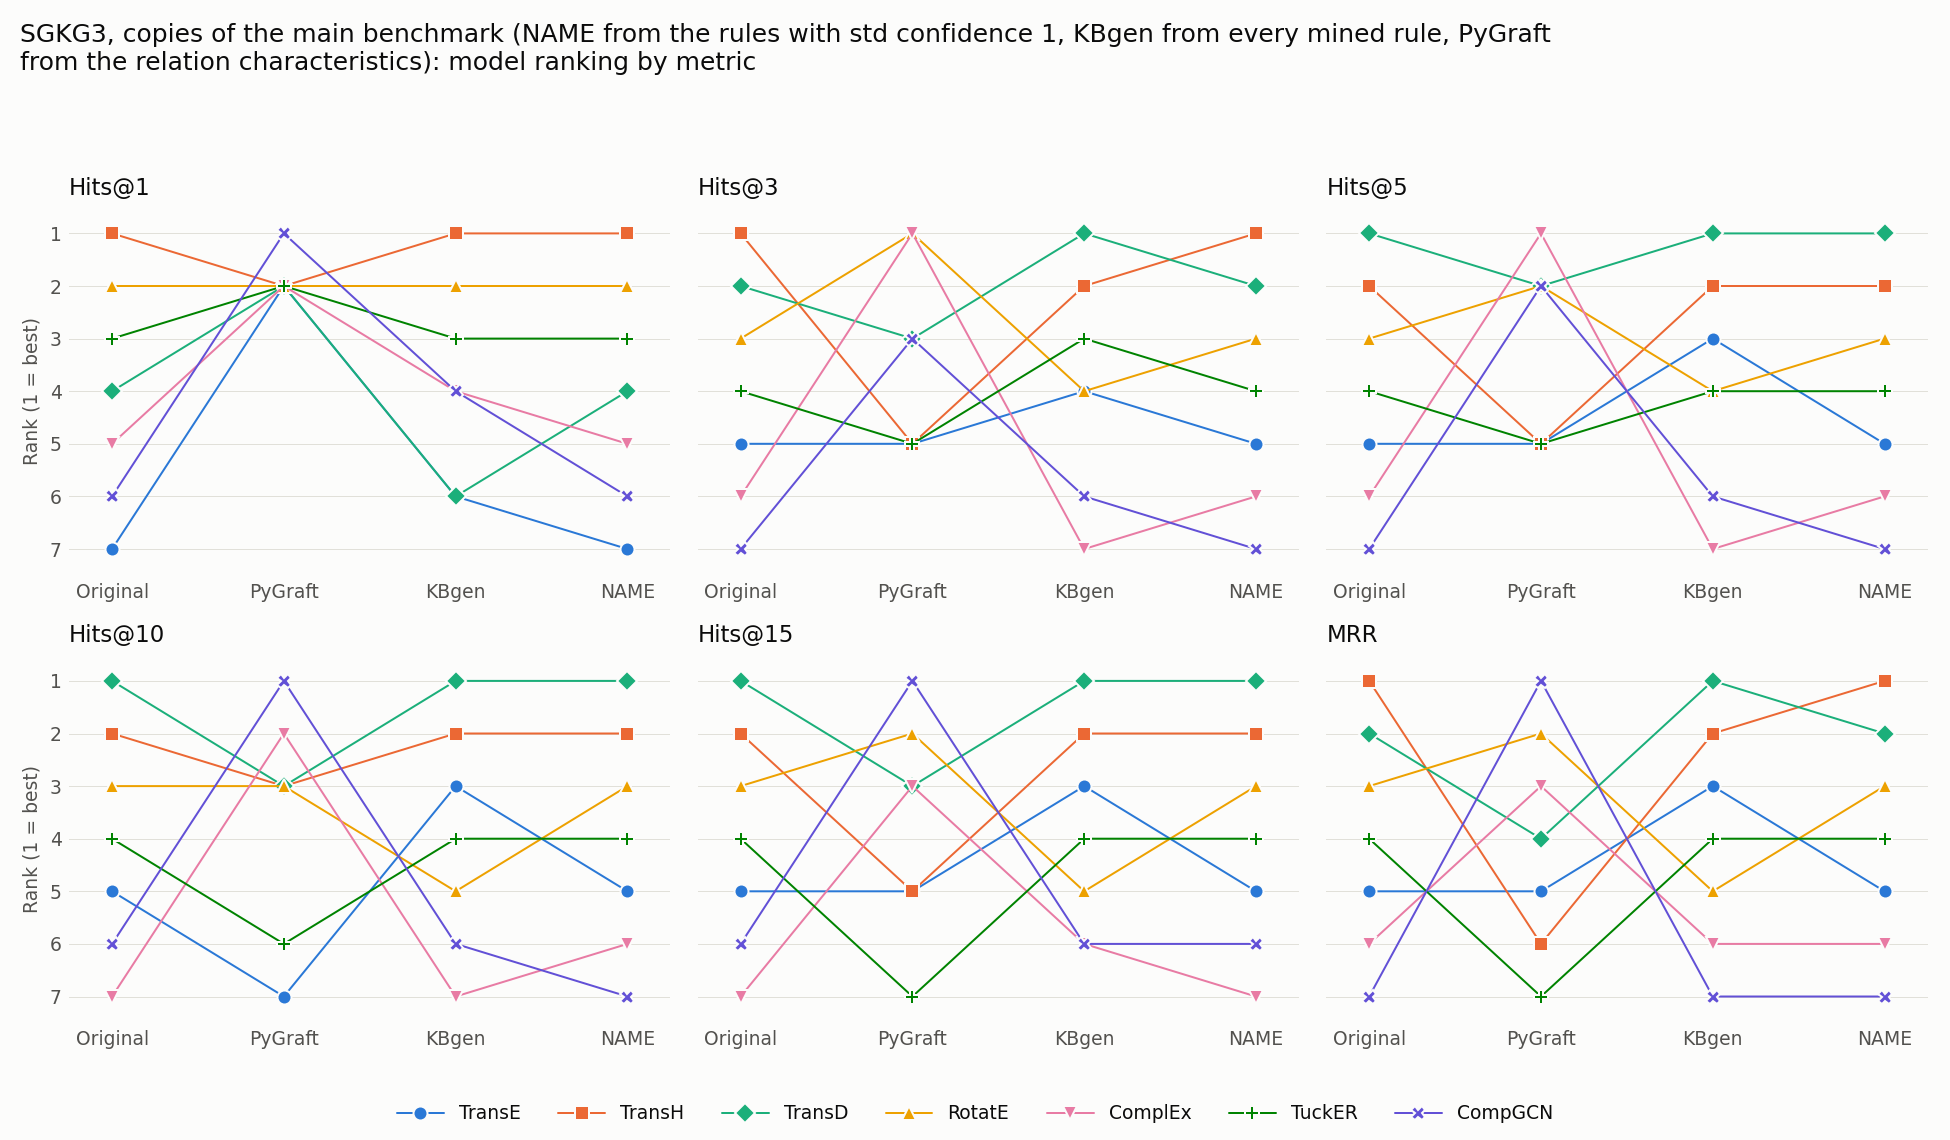 SGKG3, copies of the main benchmark (NAME from the rules with std confidence 1, KBgen from every mined rule, PyGraft
from the relation characteristics): model ranking by metric
Hits@1
Hits@3
Hits@5
Rank (1 = best)
1
2
3
4
5
6
7
Original PyGraft KBgen NAME
Original PyGraft KBgen NAME
Original PyGraft KBgen NAME
Hits@10
Hits@15
MRR
Rank (1 = best)
1
2
3
4
5
6
7
Original PyGraft KBgen NAME
Original PyGraft KBgen NAME
Original PyGraft KBgen NAME
TransE TransH TransD RotatE ComplEx TuckER CompGCN